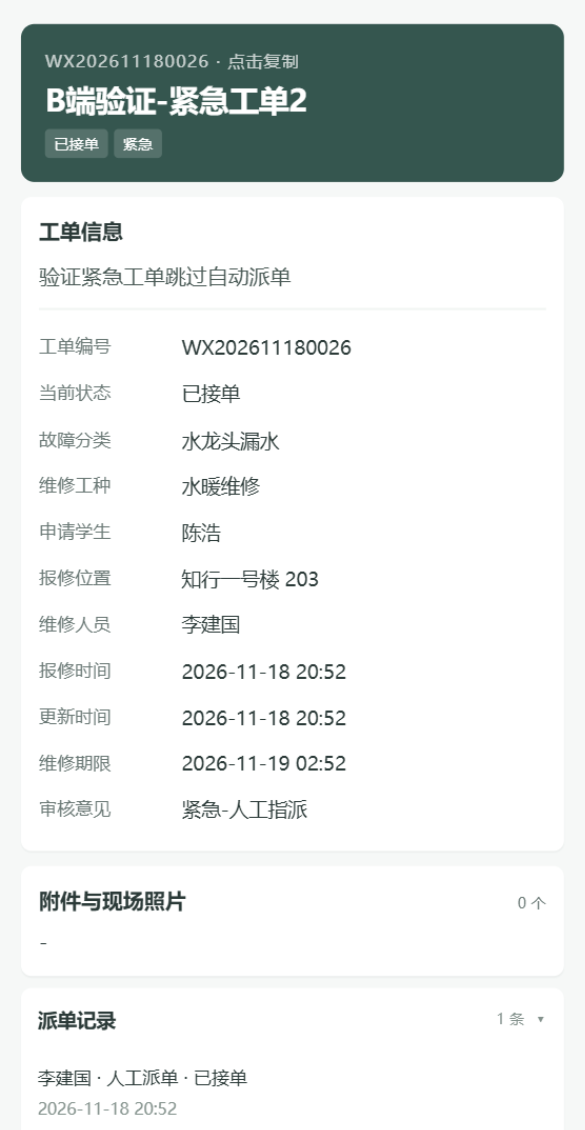 WX202611180026 · 点击复制
B端验证-紧急工单2
已接单 紧急
工单信息
验证紧急工单跳过自动派单
工单编号 WX202611180026
当前状态 已接单
故障分类 水龙头漏水
维修工种 水暖维修
申请学生 陈浩
报修位置 知行一号楼 203
维修人员 李建国
报修时间 2026-11-18 20:52
更新时间 2026-11-18 20:52
维修期限 2026-11-19 02:52
审核意见 紧急-人工指派
附件与现场照片 0 个
-
派单记录 1 条 ▼
李建国 · 人工派单 · 已接单
2026-11-18 20:52